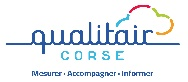 qualitair
CORSE
Mesurer • Accompagner • Informer